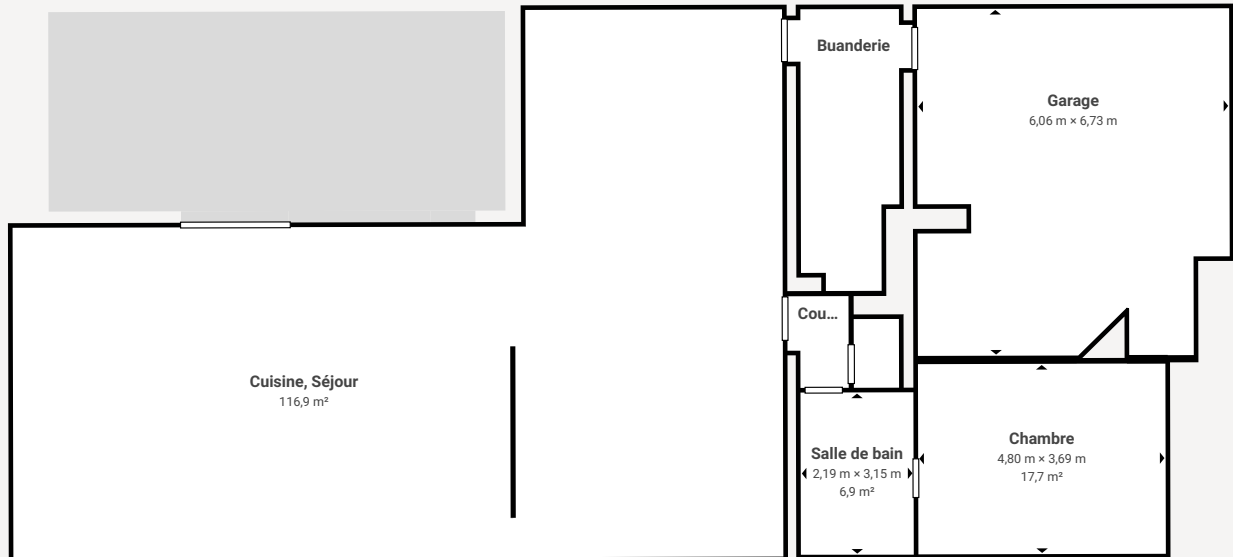 Buanderie
Garage
6,06 m × 6,73 m
Cou...
Cuisine, Séjour
116,9 m²
Salle de bain
2,19 m × 3,15 m
6,9 m²
Chambre
4,80 m × 3,69 m
17,7 m²